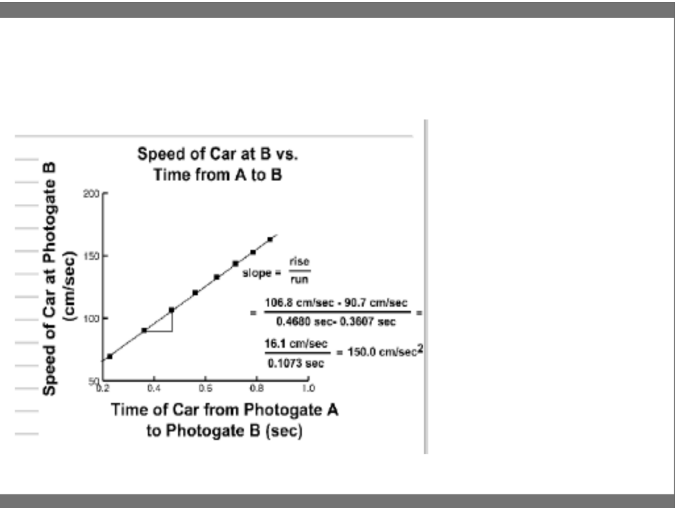 Speed of Car at B vs.
Time from A to B
Speed of Car at Photogate B
(cm/sec)
200
150
100
50
0.2 0.4 0.6 0.8 1.0
slope = rise
run
= 106.8 cm/sec - 90.7 cm/sec =
0.4680 sec- 0.3607 sec
16.1 cm/sec = 150.0 cm/sec²
0.1073 sec
Time of Car from Photogate A
to Photogate B (sec)